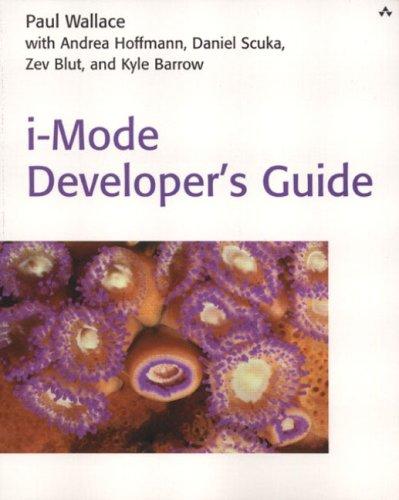 Paul Wallace
with Andrea Hoffmann, Daniel Scuka,
Zev Blut, and Kyle Barrow
i-Mode
Developer's Guide